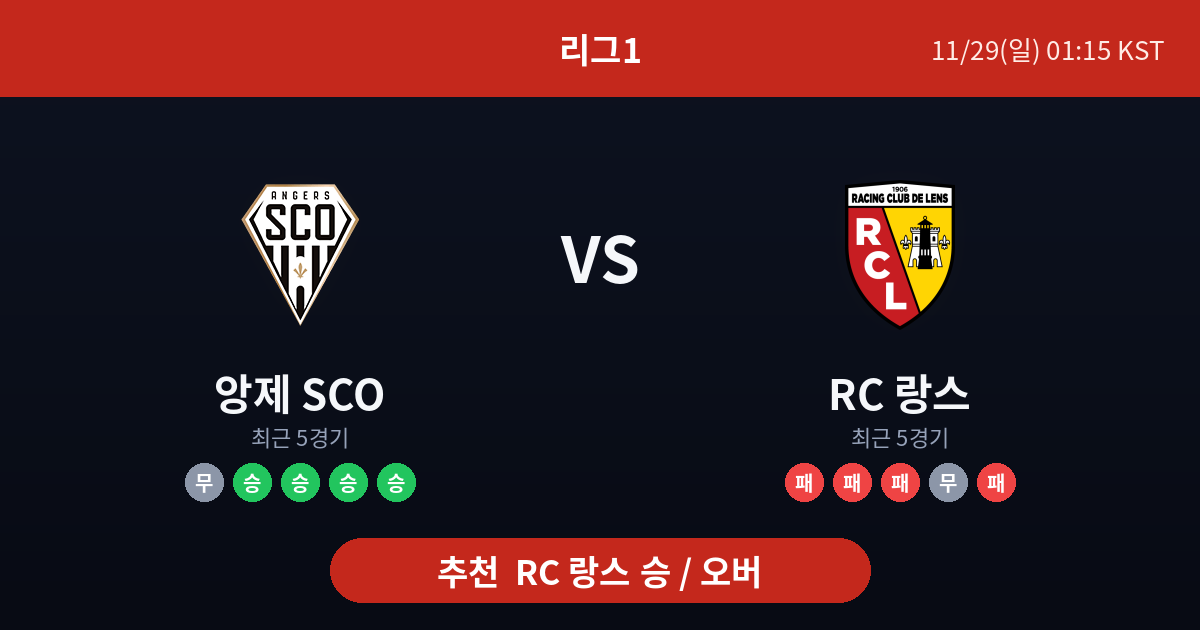 리그1
11/29(일) 01:15 KST
ANGERS
SCO
1906
RACING CLUB DE LENS
R
C
L
VS
앙제 SCO
RC 랑스
최근 5경기
최근 5경기
무 승 승 승 승
패 패 패 무 패
추천 RC 랑스 승 / 오버